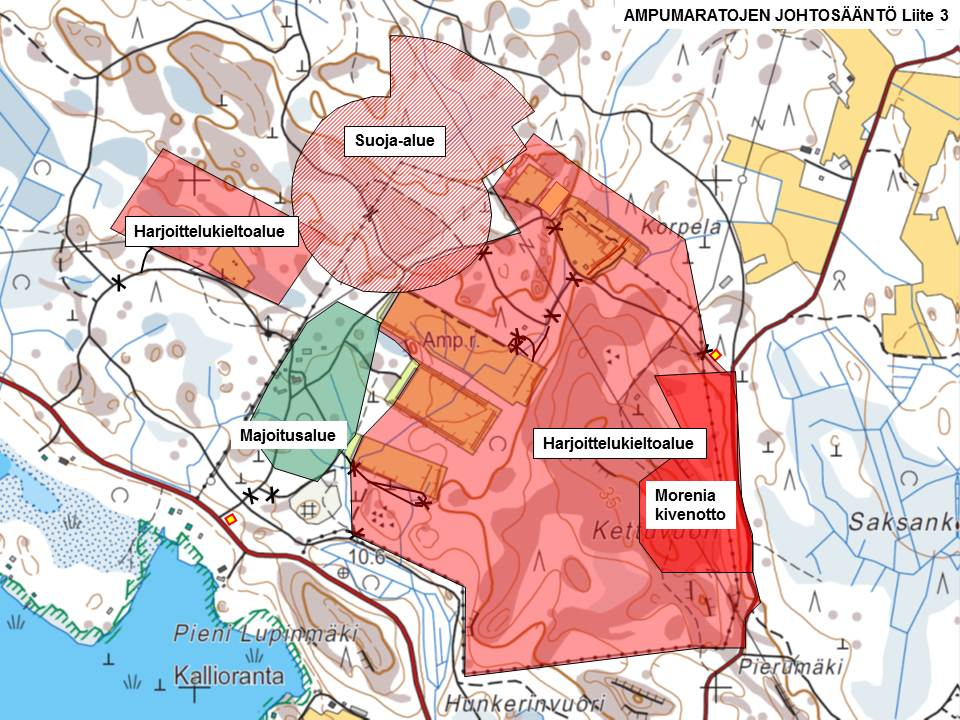 AMPUMARATOJEN JOHTOSÄÄNTÖ Liite 3
Suoja-alue
Harjoittelukieltoalue
Korpela
Amp.r.
Majoitusalue
Harjoittelukieltoalue
Morenia
kivenotto
35
Kettuvuori
Saksank
10.6
Pieni Lupinmäki
Kallioranta
Pierumäki
Hunkerinvuori